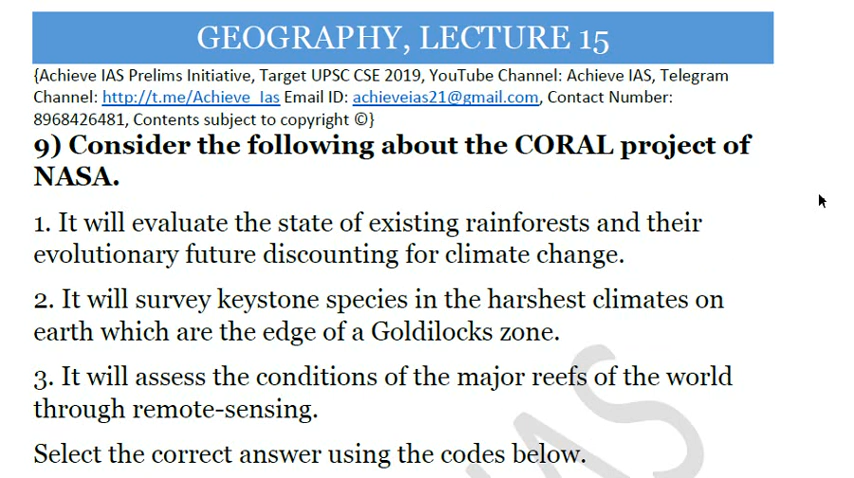 GEOGRAPHY, LECTURE 15
{Achieve IAS Prelims Initiative, Target UPSC CSE 2019, YouTube Channel: Achieve IAS, Telegram
Channel: http://t.me/Achieve_Ias Email ID: achieveias21@gmail.com, Contact Number:
8968426481, Contents subject to copyright ©}
9) Consider the following about the CORAL project of
NASA.
1. It will evaluate the state of existing rainforests and their
evolutionary future discounting for climate change.
2. It will survey keystone species in the harshest climates on
earth which are the edge of a Goldilocks zone.
3. It will assess the conditions of the major reefs of the world
through remote-sensing.
Select the correct answer using the codes below.
IAS